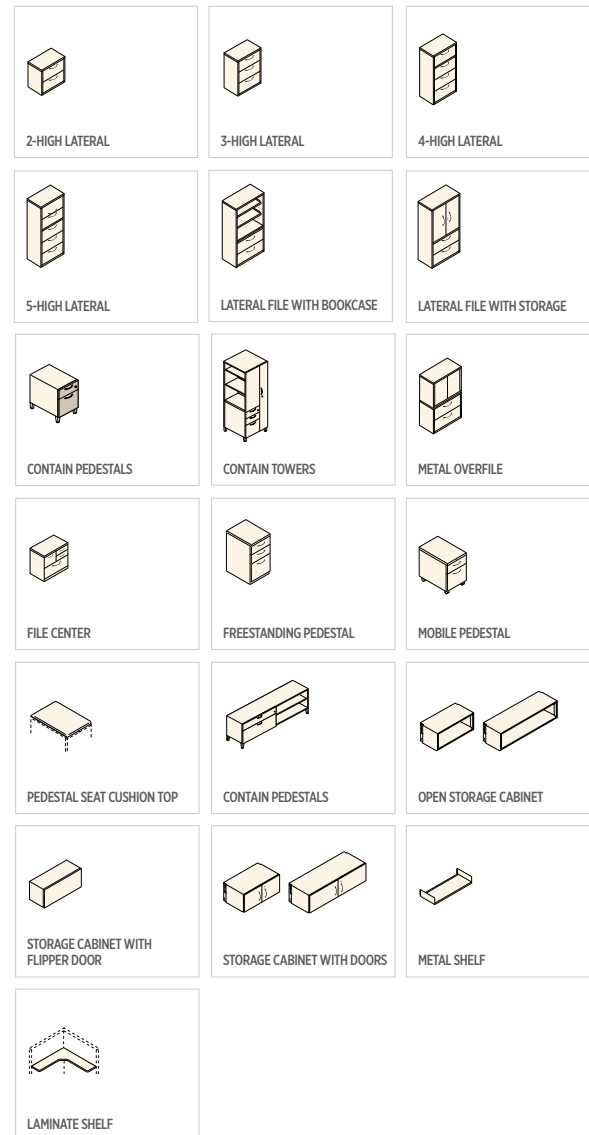 2-HIGH LATERAL
3-HIGH LATERAL
4-HIGH LATERAL
5-HIGH LATERAL
LATERAL FILE WITH BOOKCASE
LATERAL FILE WITH STORAGE
CONTAIN PEDESTALS
CONTAIN TOWERS
METAL OVERFILE
FILE CENTER
FREESTANDING PEDESTAL
MOBILE PEDESTAL
PEDESTAL SEAT CUSHION TOP
CONTAIN PEDESTALS
OPEN STORAGE CABINET
STORAGE CABINET WITH
FLIPPER DOOR
STORAGE CABINET WITH DOORS
METAL SHELF
LAMINATE SHELF